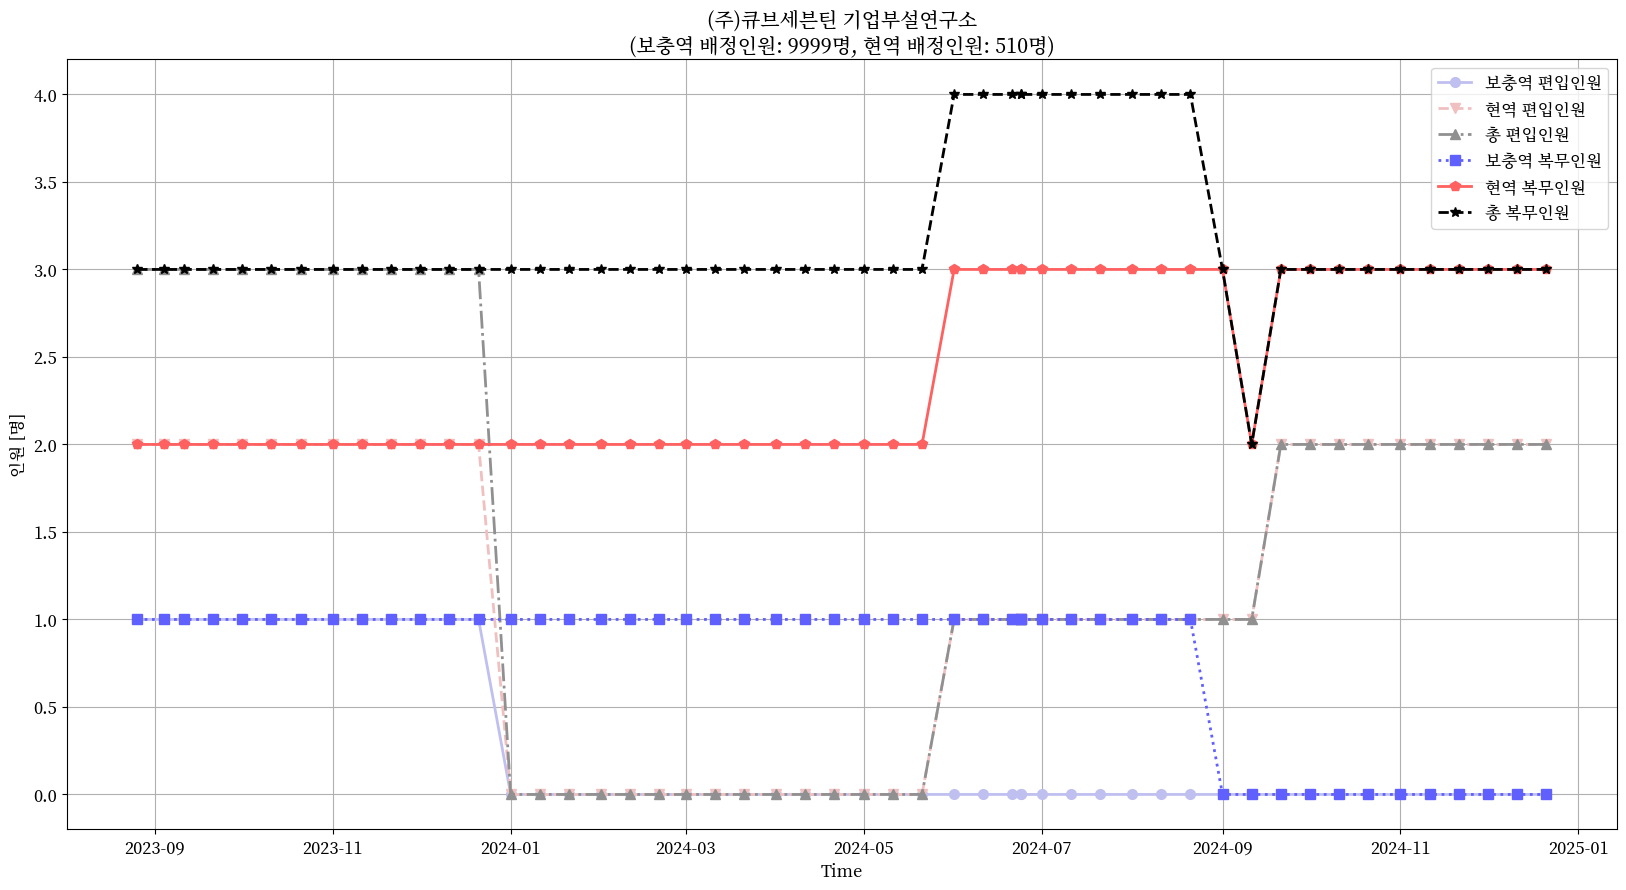 (주)큐브세븐틴 기업부설연구소
(보충역 배정인원: 9999명, 현역 배정인원: 510명)
보충역 편입인원
현역 편입인원
총 편입인원
보충역 복무인원
현역 복무인원
총 복무인원
인원 [명]
4.0
3.5
3.0
2.5
2.0
1.5
1.0
0.5
0.0
2023-09
2023-11
2024-01
2024-03
2024-05
2024-07
2024-09
2024-11
2025-01
Time